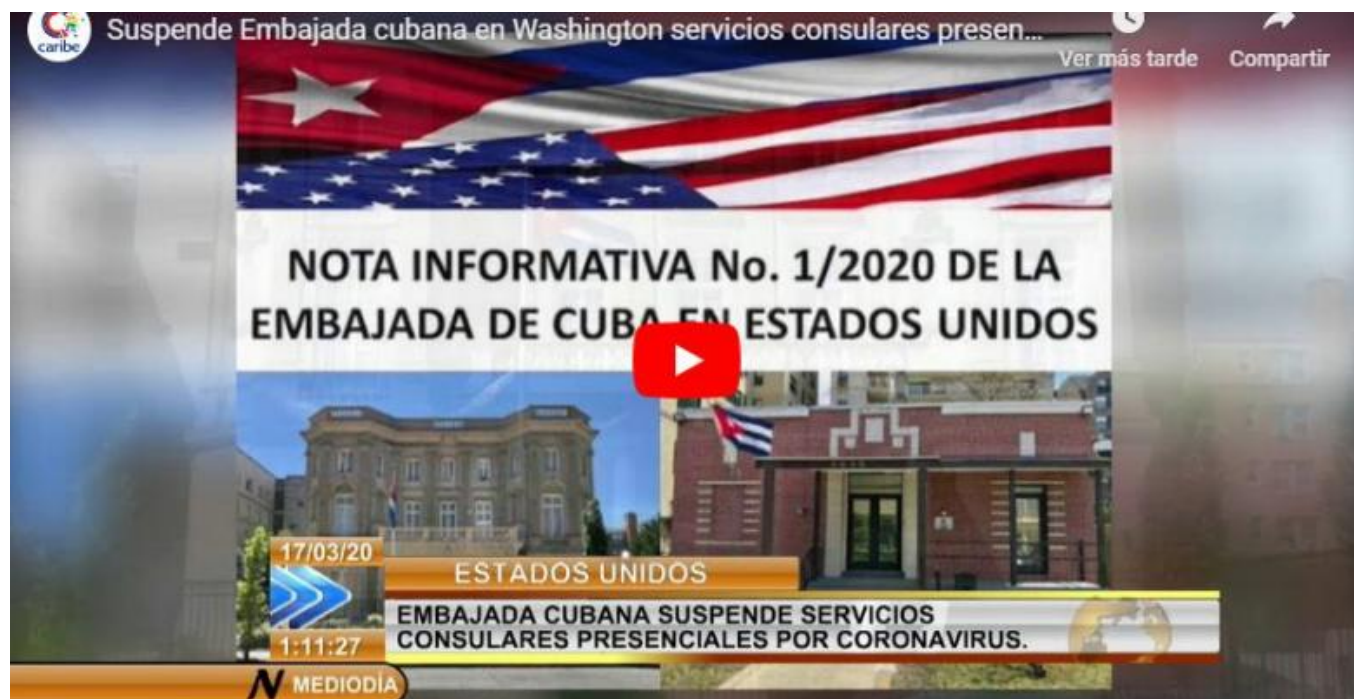 caribe
Suspende Embajada cubana en Washington servicios consulares presen...
Ver más tarde
Compartir
NOTA INFORMATIVA No. 1/2020 DE LA
EMBAJADA DE CUBA EN ESTADOS UNIDOS
17/03/20
ESTADOS UNIDOS
EMBAJADA CUBANA SUSPENDE SERVICIOS
CONSULARES PRESENCIALES POR CORONAVIRUS.
1:11:27
N MEDIODÍA